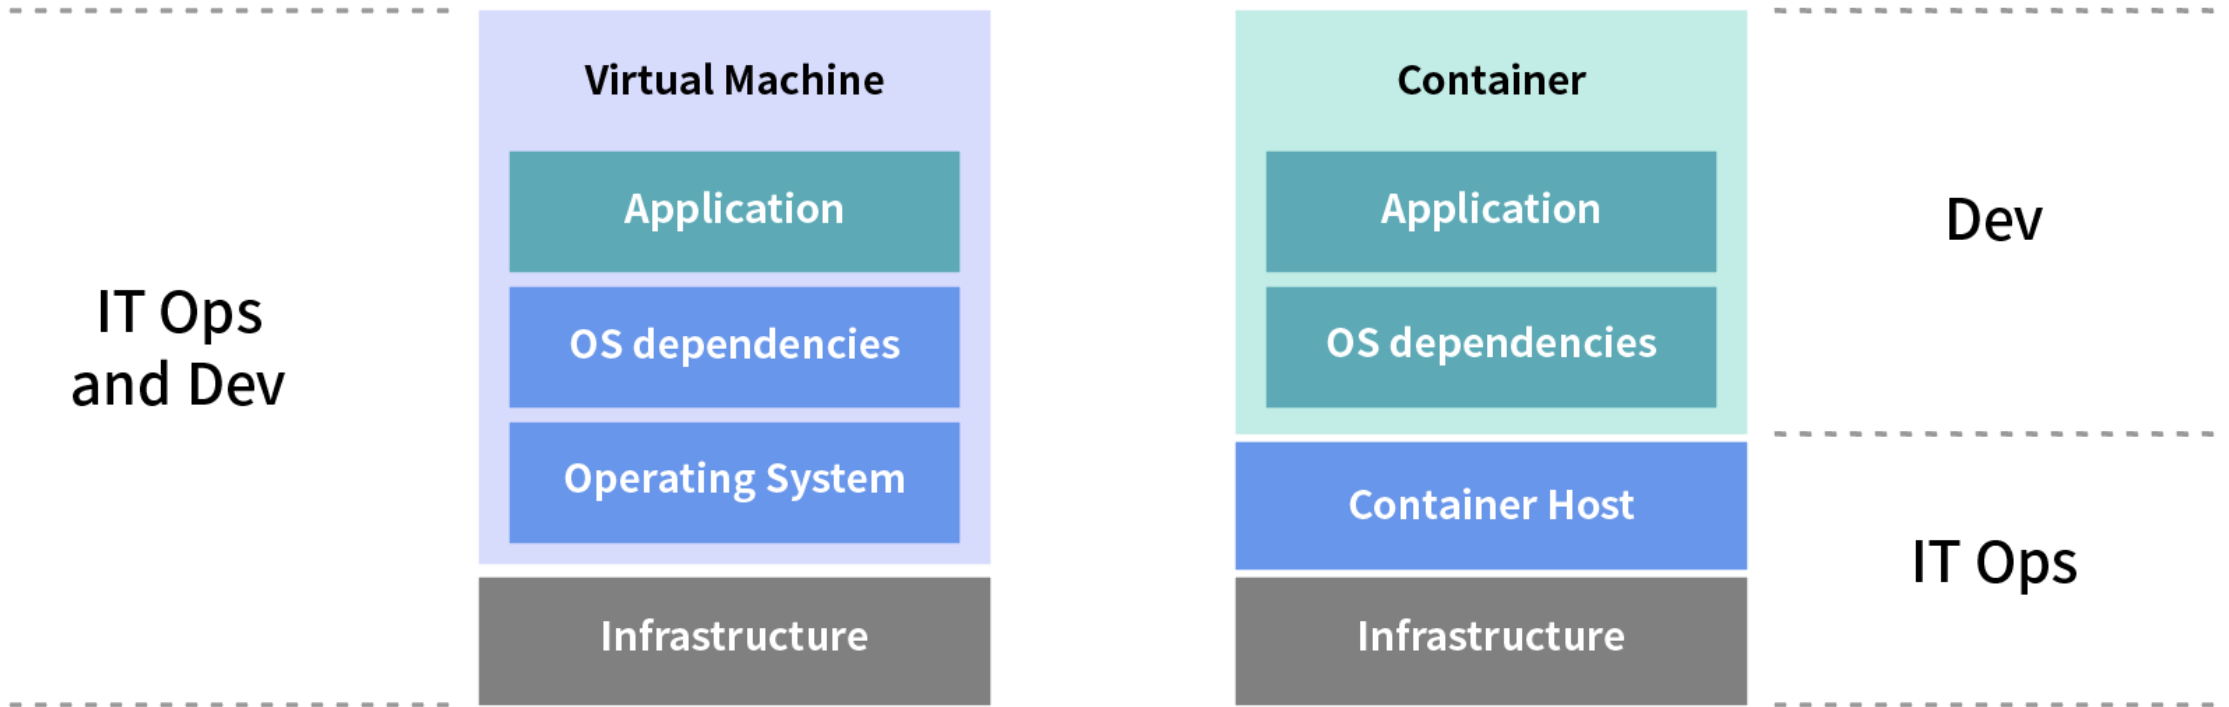 IT Ops
and Dev
Virtual Machine
Application
OS dependencies
Operating System
Infrastructure
Container
Application
OS dependencies
Container Host
Infrastructure
Dev
IT Ops